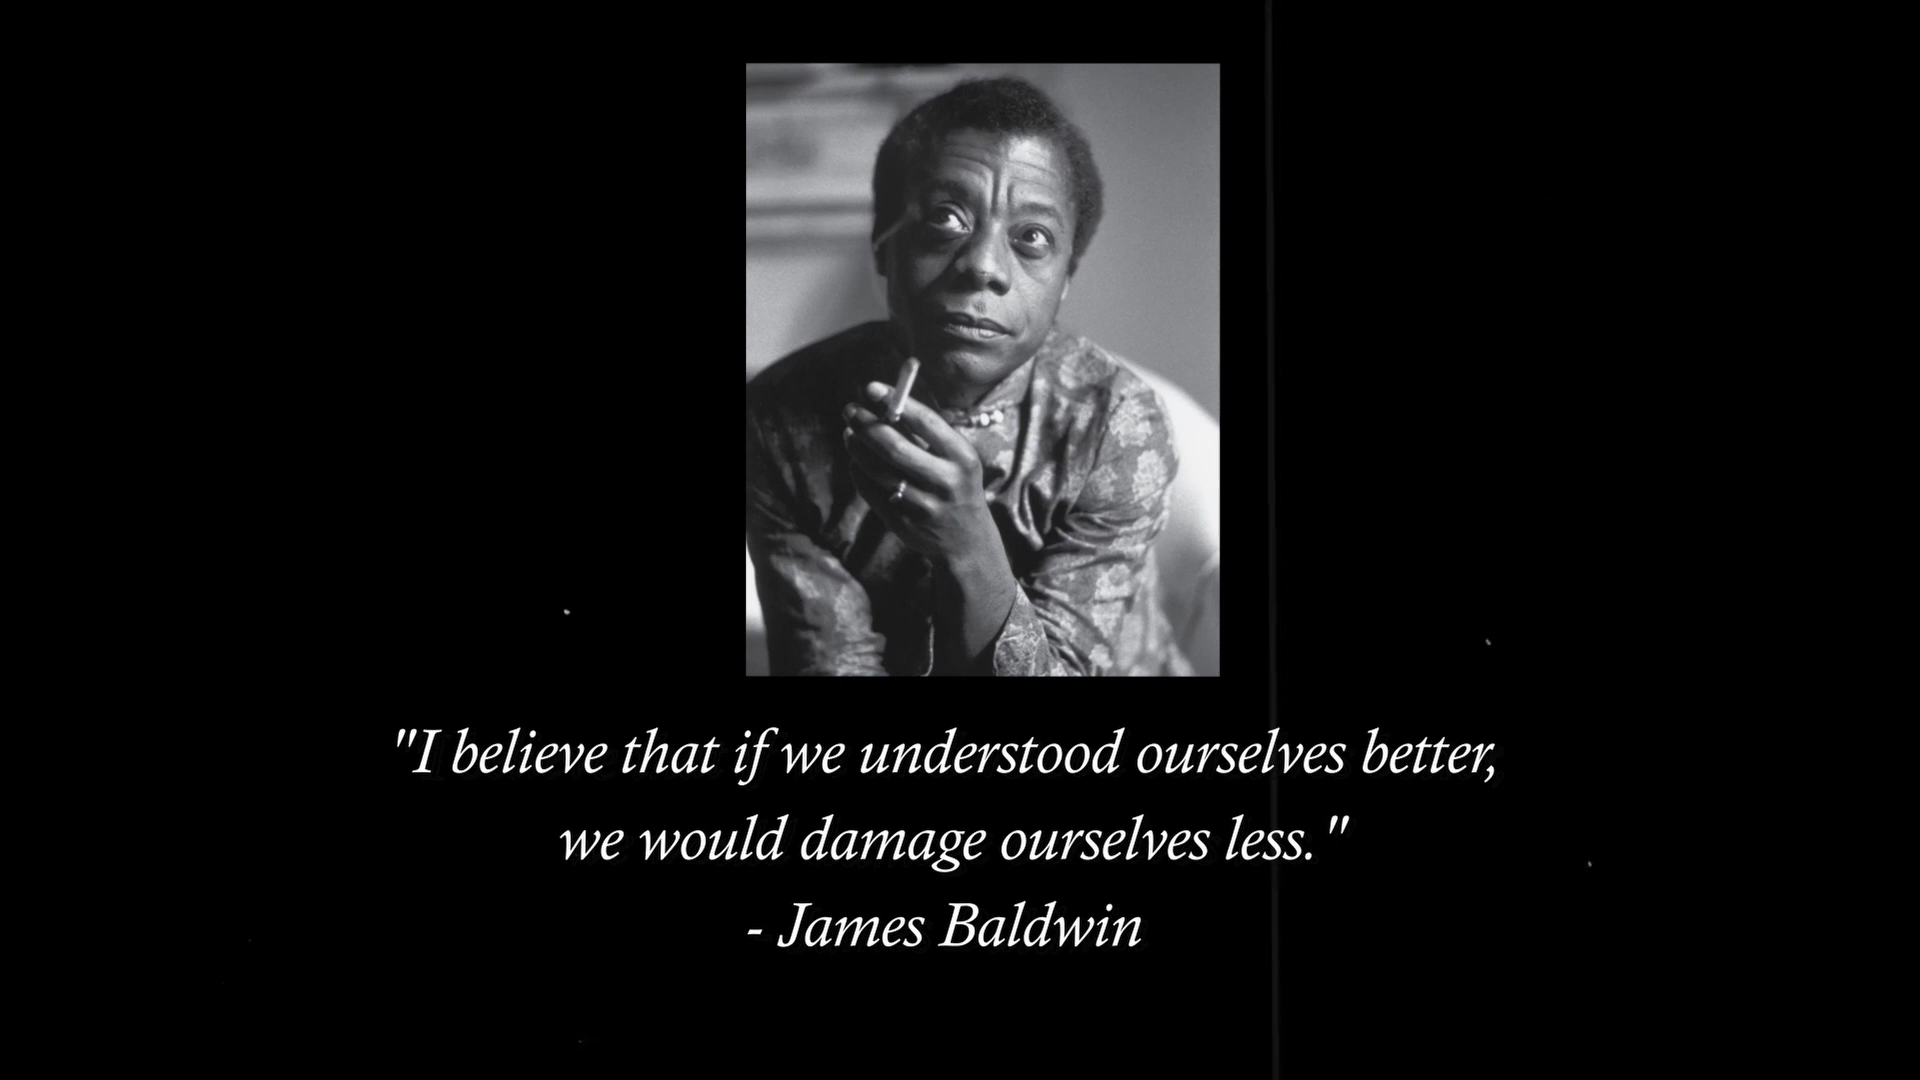 "I believe that if we understood ourselves better,
we would damage ourselves less."
- James Baldwin